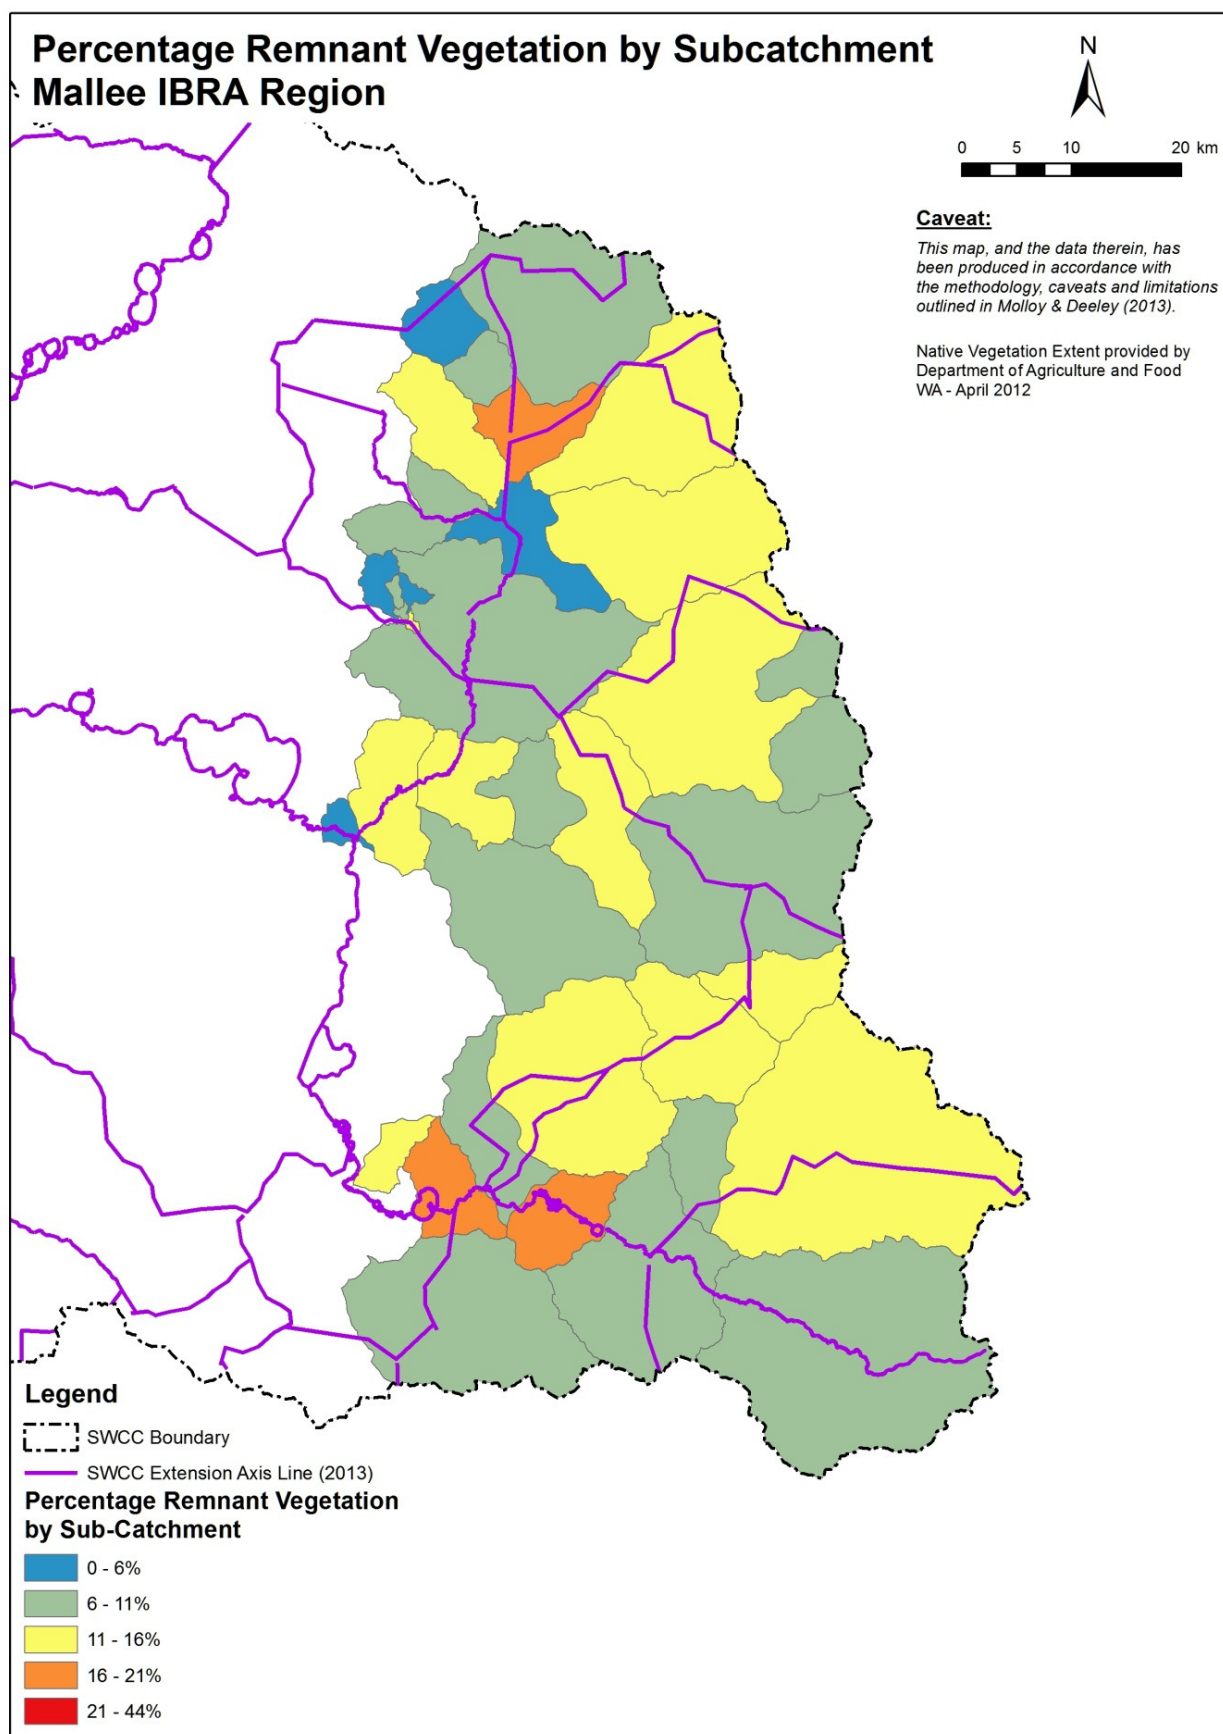 Percentage Remnant Vegetation by Subcatchment
Mallee IBRA Region
N
0 5 10 20 km
Caveat:
This map, and the data therein, has
been produced in accordance with
the methodology, caveats and limitations
outlined in Molloy & Deeley (2013).
Native Vegetation Extent provided by
Department of Agriculture and Food
WA - April 2012
Legend
SWCC Boundary
SWCC Extension Axis Line (2013)
Percentage Remnant Vegetation
by Sub-Catchment
0 - 6%
6 - 11%
11 - 16%
16 - 21%
21 - 44%